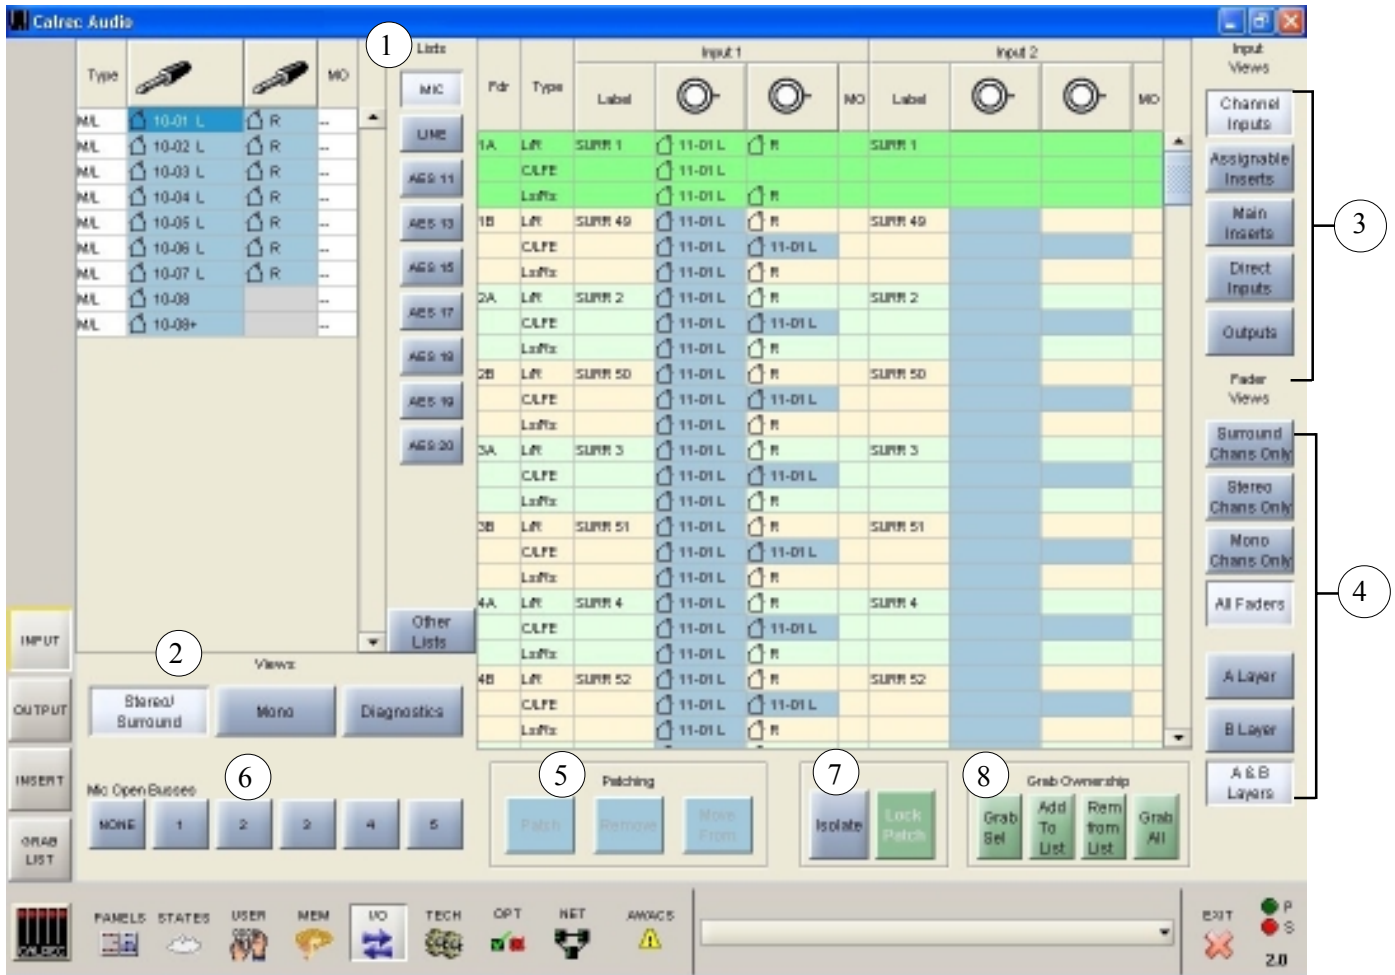 Calrec Audio
Type MO
M/L 10-01 L R --
M/L 10-02 L R --
M/L 10-03 L R --
M/L 10-04 L R --
M/L 10-05 L R --
M/L 10-06 L R --
M/L 10-07 L R --
M/L 10-08 --
M/L 10-08+ --
1
Lists
MIC
LINE
AES 11
AES 13
AES 15
AES 17
AES 18
AES 19
AES 20
Other
Lists
Input 1 Input 2
Fdr Type Label MO Label MO
1A L/R SURR 1 11-01 L R SURR 1
C/LFE 11-01 L
Ls/Rs 11-01 L R
1B L/R SURR 49 11-01 L R SURR 49
C/LFE 11-01 L 11-01 L
Ls/Rs 11-01 L R
2A L/R SURR 2 11-01 L R SURR 2
C/LFE 11-01 L 11-01 L
Ls/Rs 11-01 L R
2B L/R SURR 50 11-01 L R SURR 50
C/LFE 11-01 L 11-01 L
Ls/Rs 11-01 L R
3A L/R SURR 3 11-01 L R SURR 3
C/LFE 11-01 L 11-01 L
Ls/Rs 11-01 L R
3B L/R SURR 51 11-01 L R SURR 51
C/LFE 11-01 L 11-01 L
Ls/Rs 11-01 L R
4A L/R SURR 4 11-01 L R SURR 4
C/LFE 11-01 L 11-01 L
Ls/Rs 11-01 L R
4B L/R SURR 52 11-01 L R SURR 52
C/LFE 11-01 L 11-01 L
Ls/Rs 11-01 L R
Input
Views
Channel
Inputs
Assignable
Inserts
Main
Inserts
Direct
Inputs
Outputs
3
Fader
Views
Surround
Chans Only
Stereo
Chans Only
Mono
Chans Only
All Faders
A Layer
B Layer
A & B
Layers
4
INPUT
OUTPUT
INSERT
GRAB
LIST
2
Views
Stereo/
Surround
Mono
Diagnostics
6
Mic Open Busses
NONE 1 2 3 4 5
5
Patching
Patch
Remove
Move
From
7
Isolate
Lock
Patch
8
Grab Ownership
Grab
Sel
Add
To
List
Rem
from
List
Grab
All
CALREC
PANELS STATES USER MEM I/O TECH OPT NET AWACS
EXIT
P
S
2.0